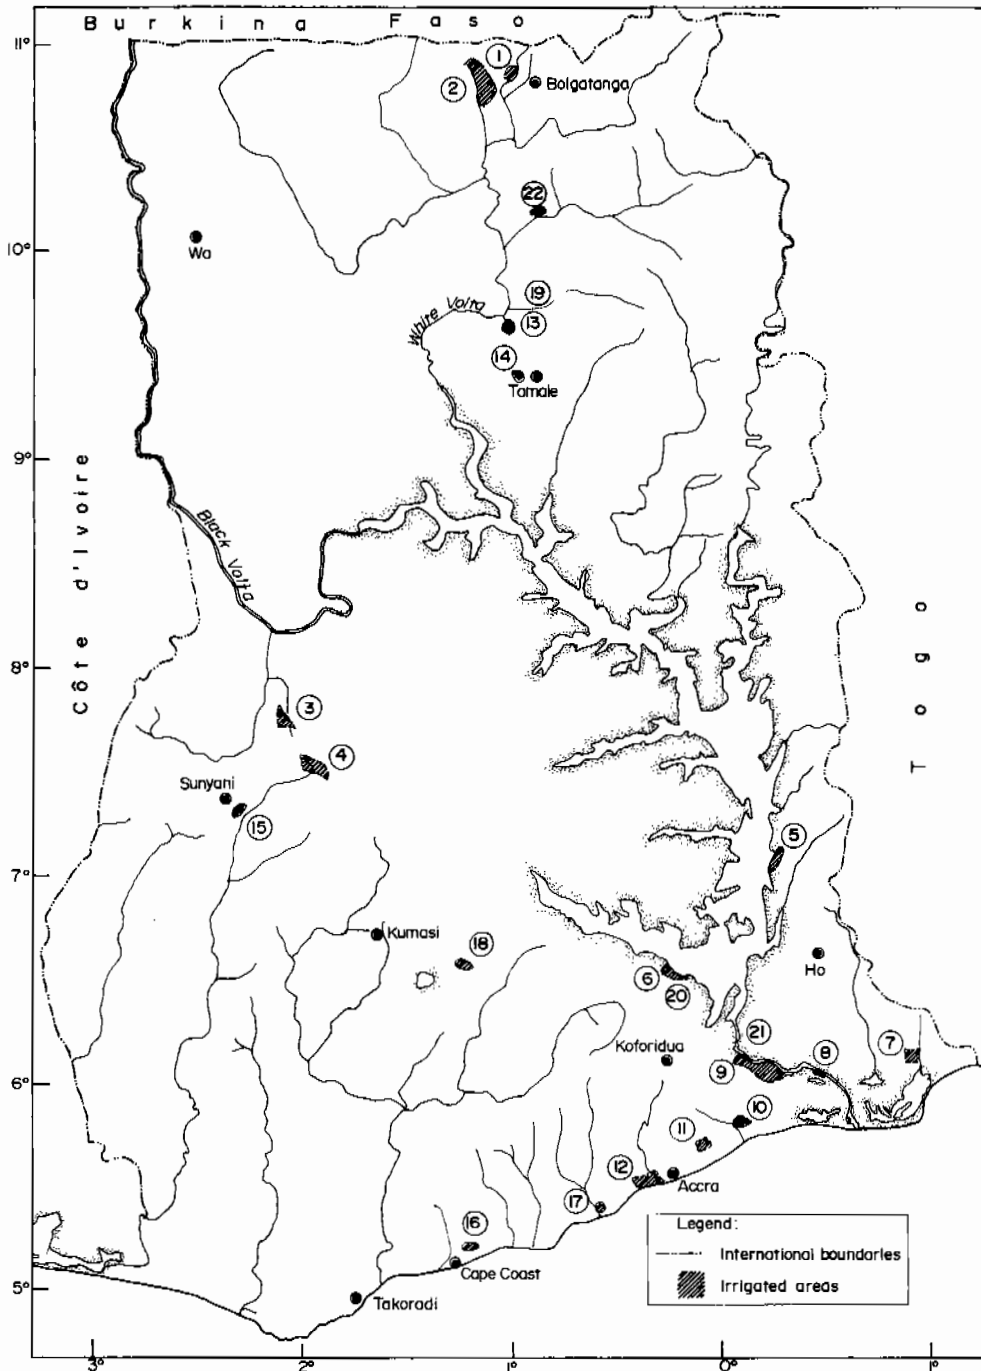 Burkina Faso
11°
1
2
Bolgatanga
22
10°
Wa
19
White Volta
13
14
Tamale
9°
Côte d'Ivoire
Black Volta
Togo
8°
3
4
Sunyani
15
5
7°
Kumasi
18
6
20
Ho
21
Koforidua
8
7
9
6°
10
11
12
Accra
17
16
Legend:
International boundaries
Irrigated areas
Cape Coast
5°
Takoradi
3°
2°
1°
0°
1°